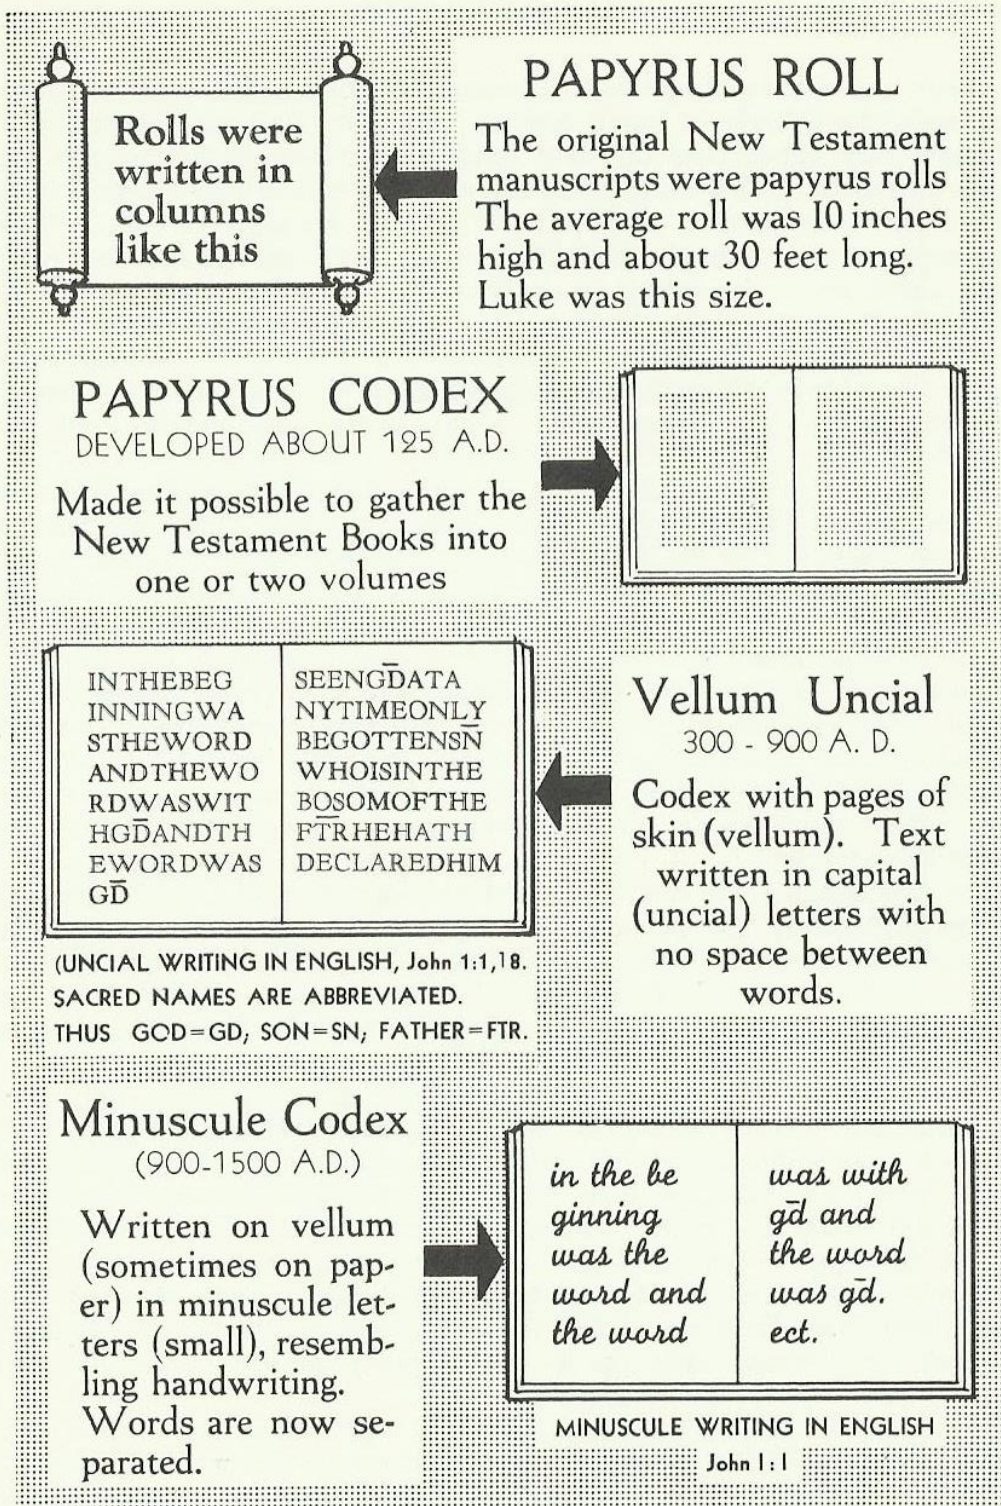 Rolls were
written in
columns
like this
PAPYRUS ROLL
The original New Testament
manuscripts were papyrus rolls
The average roll was 10 inches
high and about 30 feet long.
Luke was this size.
PAPYRUS CODEX
DEVELOPED ABOUT 125 A.D.
Made it possible to gather the
New Testament Books into
one or two volumes
INTHEBEG
INNINGWA
STHEWORD
ANDTHEWO
RDWASWIT
HGD̅ANDTH
EWORDWAS
GD̅
SEENGD̅ATA
NYTIMEONLY
BEGOTTENSN̅
WHOISINTHE
BOSOMOFTHE
FT̅RHEHATH
DECLAREDHIM
(UNCIAL WRITING IN ENGLISH, John 1:1,18.
SACRED NAMES ARE ABBREVIATED.
THUS GOD=GD; SON=SN; FATHER=FTR.
Vellum Uncial
300 - 900 A. D.
Codex with pages of
skin (vellum). Text
written in capital
(uncial) letters with
no space between
words.
Minuscule Codex
(900-1500 A.D.)
Written on vellum
(sometimes on pap-
er) in minuscule let-
ters (small), resemb-
ling handwriting.
Words are now se-
parated.
in the be
ginning
was the
word and
the word
was with
gd̅ and
the word
was gd̅.
ect.
MINUSCULE WRITING IN ENGLISH
John 1:1